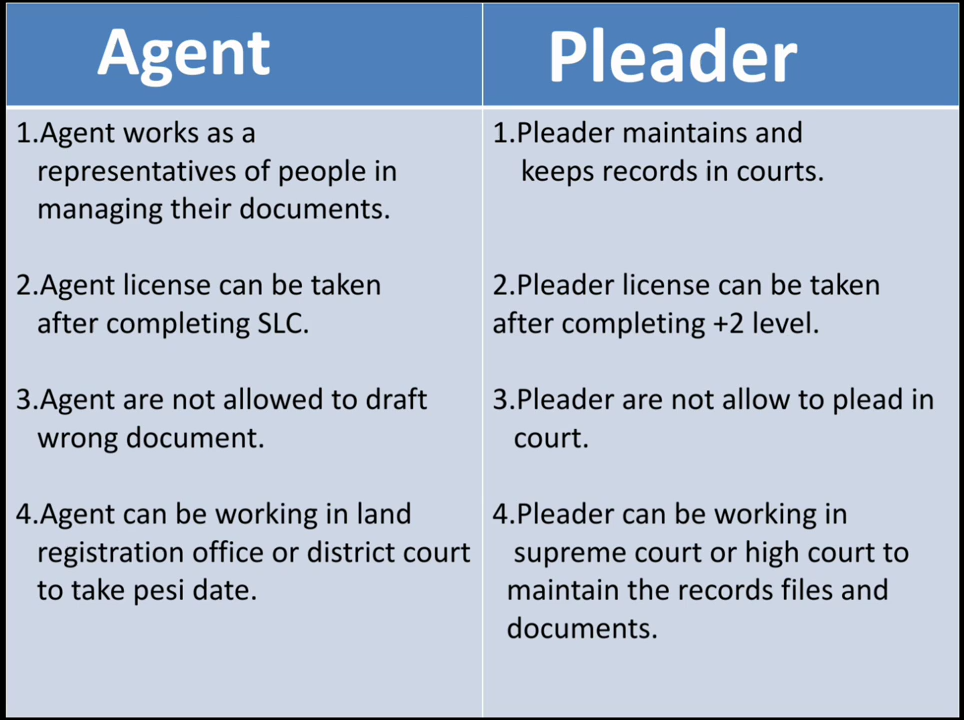 Agent
Pleader
1.Agent works as a
representatives of people in
managing their documents.
2.Agent license can be taken
after completing SLC.
3.Agent are not allowed to draft
wrong document.
4.Agent can be working in land
registration office or district court
to take pesi date.
1.Pleader maintains and
keeps records in courts.
2.Pleader license can be taken
after completing +2 level.
3.Pleader are not allow to plead in
court.
4.Pleader can be working in
supreme court or high court to
maintain the records files and
documents.